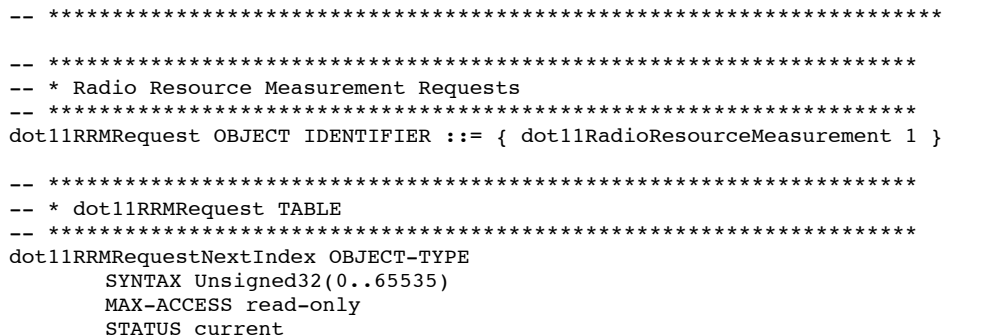 -- **********************************************************************
-- ********************************************************************
-- * Radio Resource Measurement Requests
-- ********************************************************************
dot11RRMRequest OBJECT IDENTIFIER ::= { dot11RadioResourceMeasurement 1 }
-- ********************************************************************
-- * dot11RRMRequest TABLE
-- ********************************************************************
dot11RRMRequestNextIndex OBJECT-TYPE
SYNTAX Unsigned32(0..65535)
MAX-ACCESS read-only
STATUS current